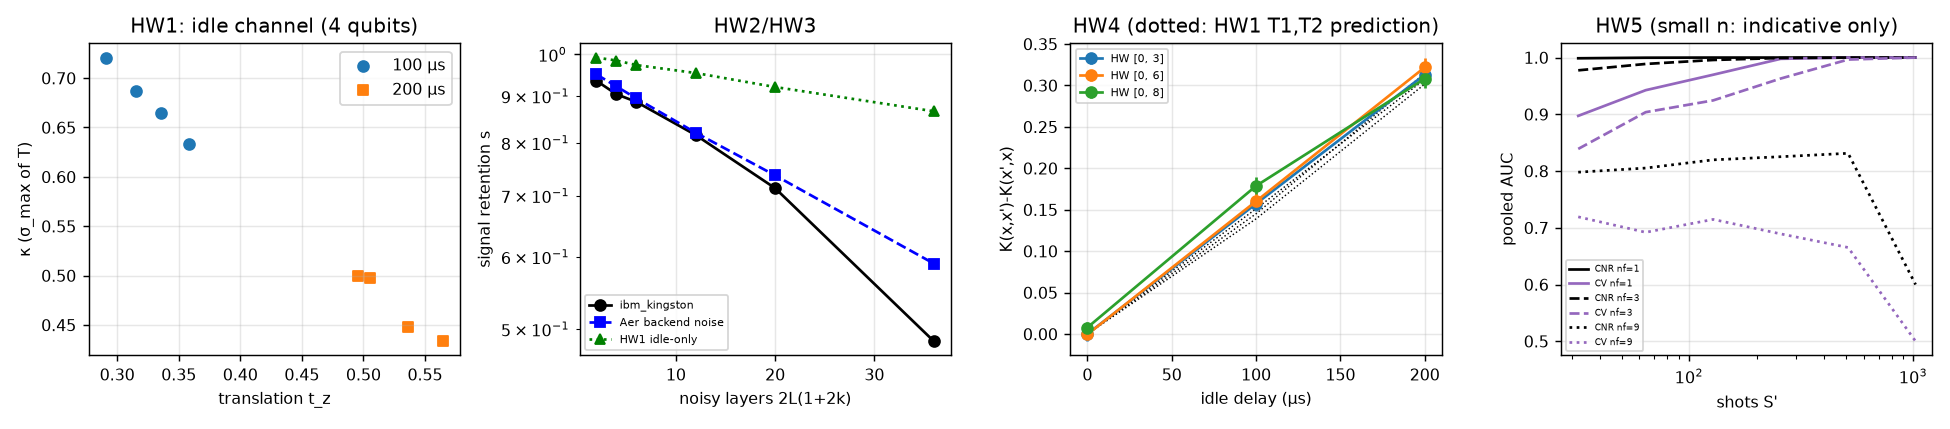 HW1: idle channel (4 qubits)
κ (σ_max of T)
0.70
0.65
0.60
0.55
0.50
0.45
100 μs
200 μs
0.30
0.35
0.40
0.45
0.50
0.55
translation t_z
HW2/HW3
signal retention s
10⁰
9 × 10⁻¹
8 × 10⁻¹
7 × 10⁻¹
6 × 10⁻¹
5 × 10⁻¹
ibm_kingston
Aer backend noise
HW1 idle-only
10
20
30
noisy layers 2L(1+2k)
HW4 (dotted: HW1 T1,T2 prediction)
K(x,x')-K(x',x)
0.35
0.30
0.25
0.20
0.15
0.10
0.05
0.00
HW [0, 3]
HW [0, 6]
HW [0, 8]
0
50
100
150
200
idle delay (μs)
HW5 (small n: indicative only)
pooled AUC
1.0
0.9
0.8
0.7
0.6
0.5
CNR nf=1
CV nf=1
CNR nf=3
CV nf=3
CNR nf=9
CV nf=9
10²
10³
shots S'